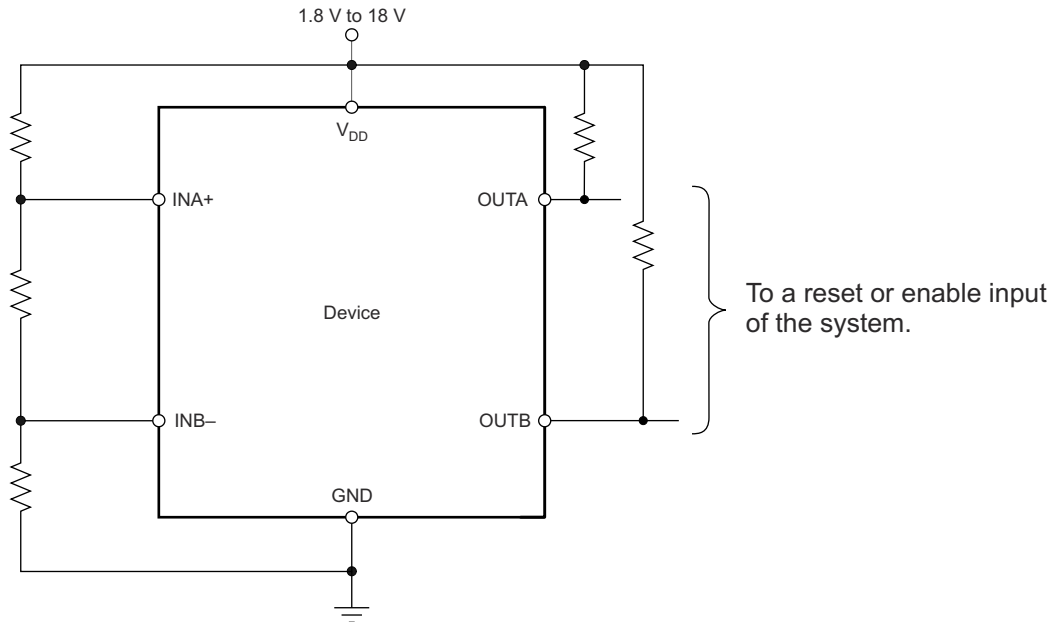 1.8 V to 18 V
VDD
INA+
OUTA
Device
To a reset or enable input
of the system.
INB–
OUTB
GND